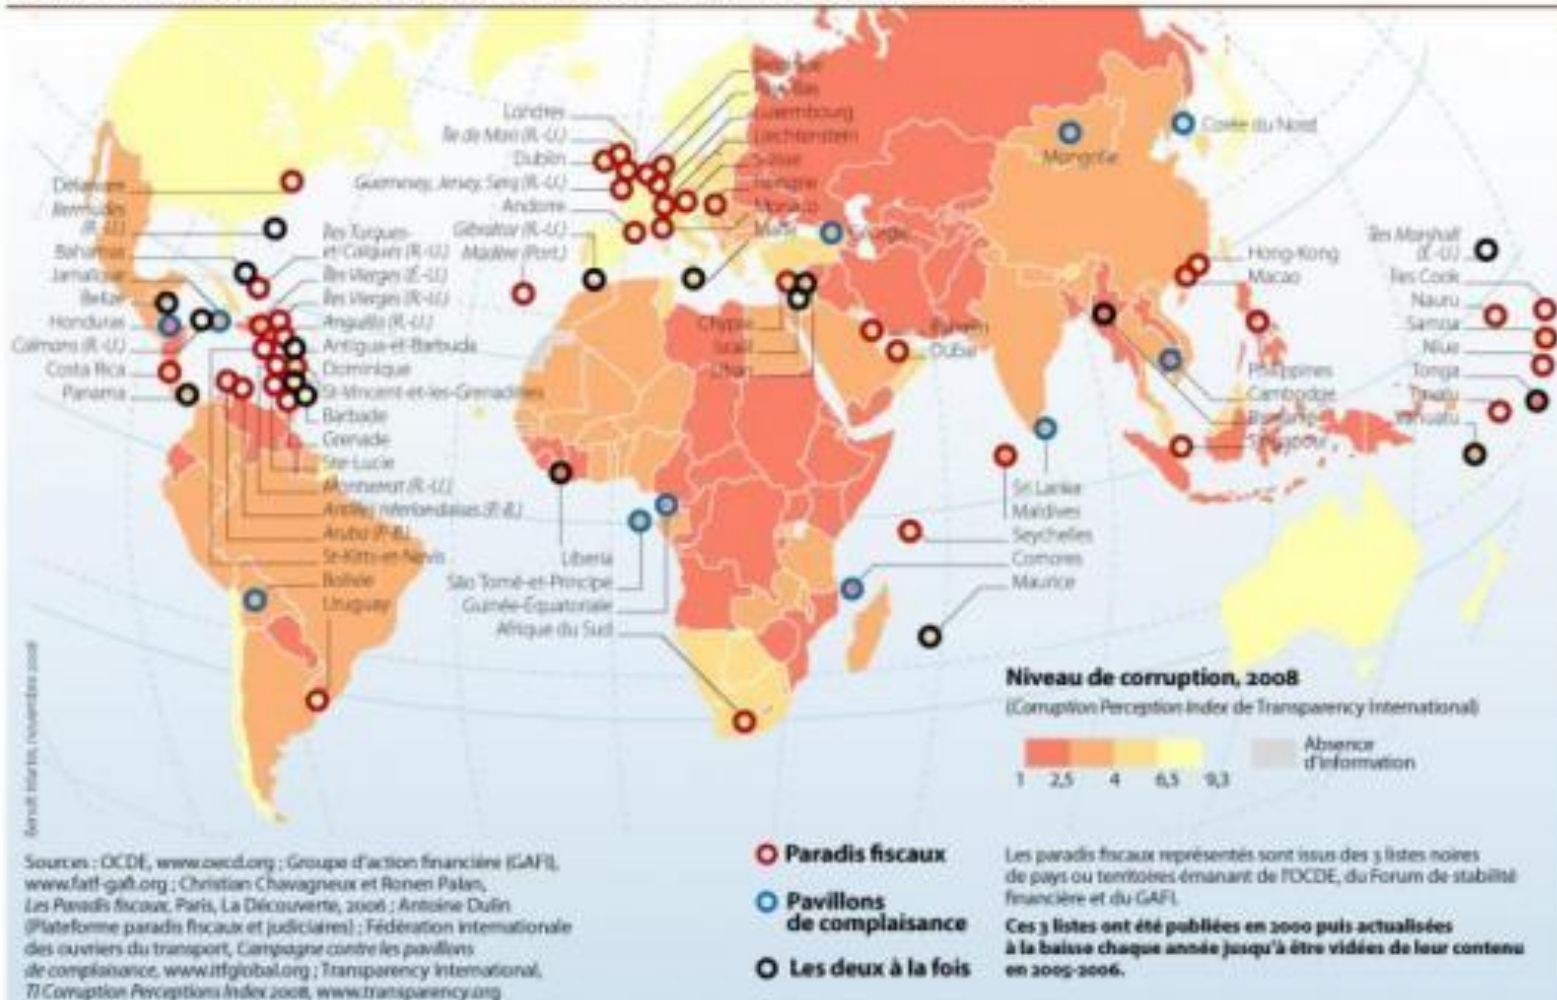 Londres
Île de Man (R.-U.)
Dublin
Guernesey, Jersey, Serq (R.-U.)
Andorre
Gibraltar (R.-U.)
Madère (Port.)
Luxembourg
Liechtenstein
Suisse
Hongrie
Monaco
Malte
Géorgie
Mongolie
Corée du Nord
Delaware
Bermudes
(R.-U.)
Bahamas
Jamaïque
Belize
Honduras
Caïmans (R.-U.)
Costa Rica
Panama
Îles Turques-
et-Caïques (R.-U.)
Îles Vierges (É.-U.)
Îles Vierges (R.-U.)
Anguilla (R.-U.)
Antigua-et-Barbuda
Dominique
St-Vincent-et-les-Grenadines
Barbade
Grenade
Ste-Lucie
Montserrat (R.-U.)
Antilles néerlandaises (P.-B.)
Aruba (P.-B.)
St-Kitts-et-Nevis
Bolivie
Uruguay
Chypre
Israël
Liban
Bahreïn
Dubaï
Liberia
São Tomé-et-Principe
Guinée-Équatoriale
Afrique du Sud
Sri Lanka
Maldives
Seychelles
Comores
Maurice
Hong-Kong
Macao
Philippines
Cambodge
Singapour
Îles Marshall
(É.-U.)
Îles Cook
Nauru
Samoa
Niue
Tonga
Tuvalu
Vanuatu
Niveau de corruption, 2008
(Corruption Perception Index de Transparency International)
1 2,5 4 6,5 9,3
Absence
d'information
novembre 2008
Sources : OCDE, www.oecd.org ; Groupe d'action financière (GAFI),
www.fatf-gafi.org ; Christian Chavagneux et Ronen Palan,
Les Paradis fiscaux, Paris, La Découverte, 2006 ; Antoine Dulin
(Plateforme paradis fiscaux et judiciaires) ; Fédération internationale
des ouvriers du transport, Campagne contre les pavillons
de complaisance, www.itfglobal.org ; Transparency International,
TI Corruption Perceptions Index 2008, www.transparency.org
Paradis fiscaux
Pavillons
de complaisance
Les deux à la fois
Les paradis fiscaux représentés sont issus des 3 listes noires
de pays ou territoires émanant de l'OCDE, du Forum de stabilité
financière et du GAFI.
Ces 3 listes ont été publiées en 2000 puis actualisées
à la baisse chaque année jusqu'à être vidées de leur contenu
en 2005-2006.